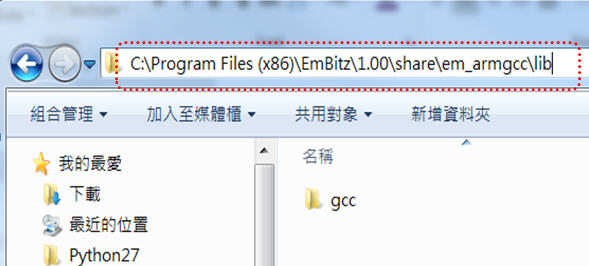 C:\Program Files (x86)\EmBitz\1.00\share\em_armgcc\lib
組合管理 加入至媒體櫃 共用對象 新增資料夾
我的最愛
名稱
下載
gcc
最近的位置
Python27